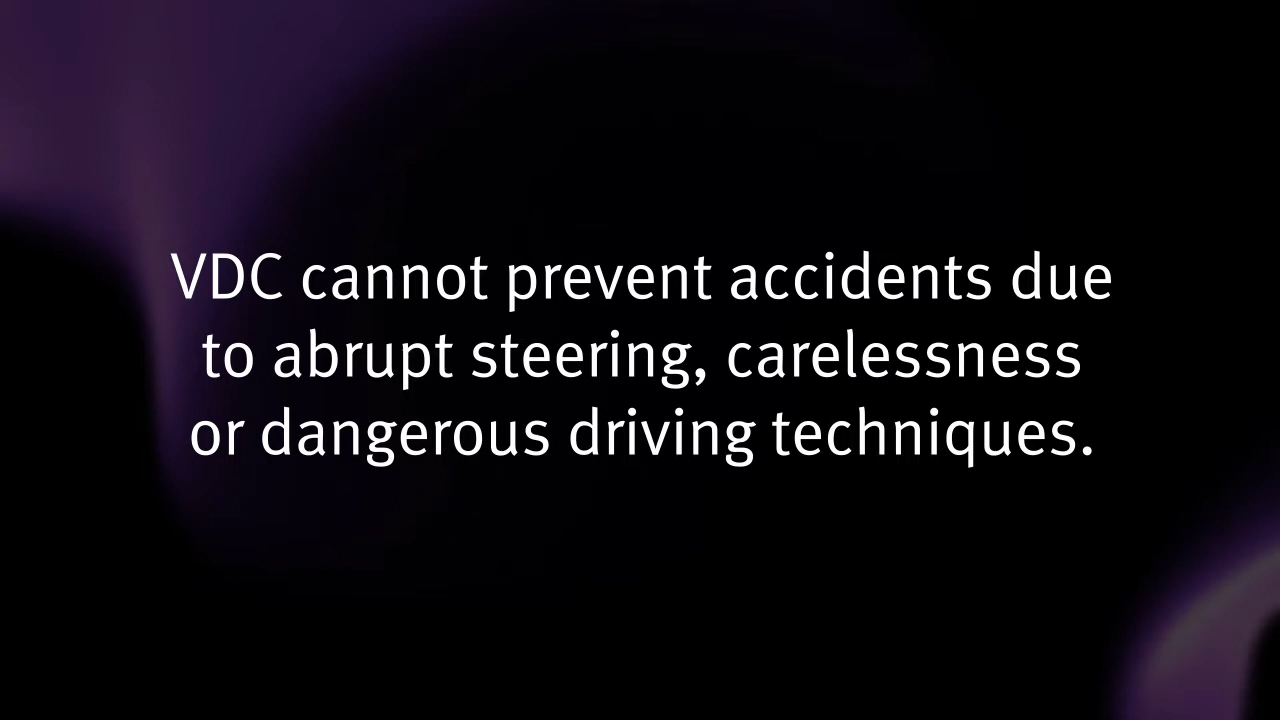 VDC cannot prevent accidents due
to abrupt steering, carelessness
or dangerous driving techniques.